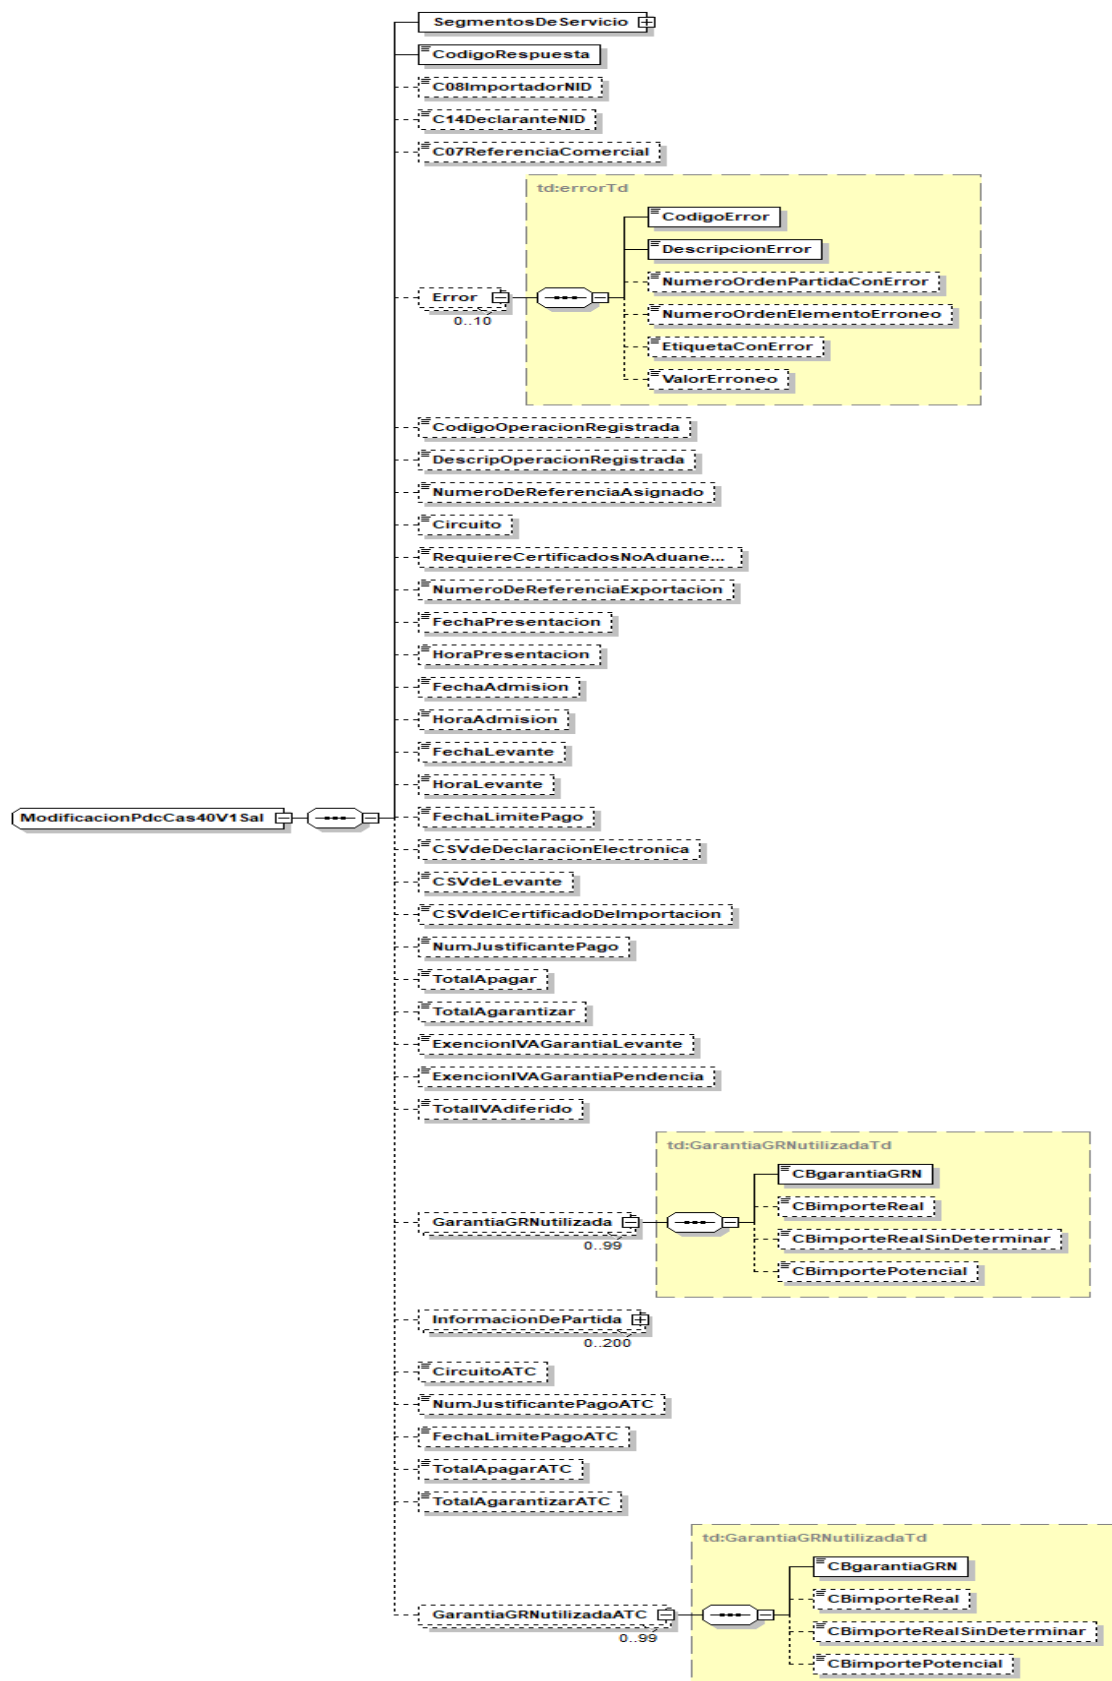 SegmentosDeServicio
CodigoRespuesta
C08ImportadorNID
C14DeclaranteNID
C07ReferenciaComercial
td:errorTd
CodigoError
DescripcionError
NumeroOrdenPartidaConError
Error
NumeroOrdenElementoErroneo
0..10
EtiquetaConError
ValorErroneo
CodigoOperacionRegistrada
DescripOperacionRegistrada
NumeroDeReferenciaAsignado
Circuito
RequiereCertificadosNoAduane...
NumeroDeReferenciaExportacion
FechaPresentacion
HoraPresentacion
FechaAdmision
HoraAdmision
FechaLevante
HoraLevante
ModificacionPdcCas40V1Sal
FechaLimitePago
CSVdeDeclaracionElectronica
CSVdeLevante
CSVdelCertificadoDeImportacion
NumJustificantePago
TotalApagar
TotalAgarantizar
ExencionIVAGarantiaLevante
ExencionIVAGarantiaPendencia
TotalIVAdiferido
td:GarantiaGRNutilizadaTd
CBgarantiaGRN
CBimporteReal
GarantiaGRNutilizada
0..99
CBimporteRealSinDeterminar
CBimportePotencial
InformacionDePartida
0..200
CircuitoATC
NumJustificantePagoATC
FechaLimitePagoATC
TotalApagarATC
TotalAgarantizarATC
td:GarantiaGRNutilizadaTd
CBgarantiaGRN
CBimporteReal
GarantiaGRNutilizadaATC
0..99
CBimporteRealSinDeterminar
CBimportePotencial